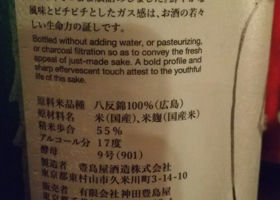 味とピチピチとしたガス感は、お酒の若々
しい生命力の証しです。
Bottled without adding water, or pasteurizing,
or charcoal filtration so as to convey the fresh
appeal of just-made sake. A bold profile and
sharp effervescent touch attest to the youthful
life of this sake.
原料米品種 八反錦100%(広島)
原材料名 米(国産)、米麹(国産米)
精米歩合 55%
アルコール分 17度
酵母 9号(901)
製造者 豊島屋酒造株式会社
東京都東村山市久米川町3-14-10
販売者 有限会社 神田豊島屋